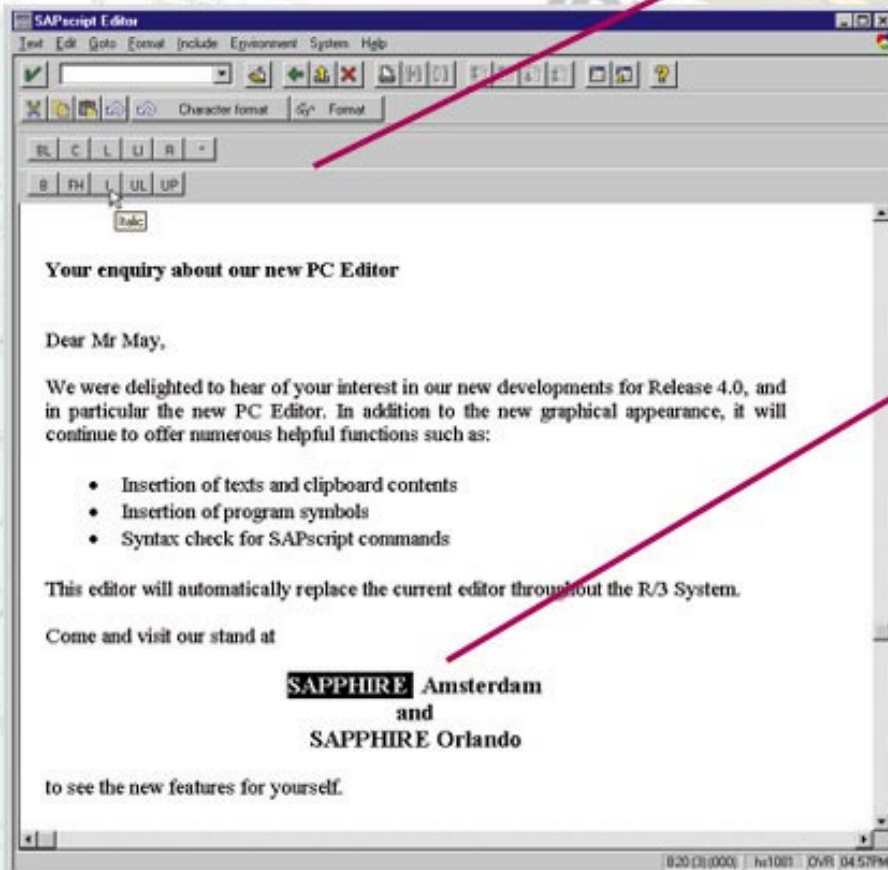 SAPscript Editor
Text Edit Goto Format Include Environment System Help
Character format Format
BL C L LI R *
B FH I UL UP
Italic
Your enquiry about our new PC Editor
Dear Mr May,
We were delighted to hear of your interest in our new developments for Release 4.0, and
in particular the new PC Editor. In addition to the new graphical appearance, it will
continue to offer numerous helpful functions such as:
• Insertion of texts and clipboard contents
• Insertion of program symbols
• Syntax check for SAPscript commands
This editor will automatically replace the current editor throughout the R/3 System.
Come and visit our stand at
SAPPHIRE Amsterdam
and
SAPPHIRE Orlando
to see the new features for yourself.
B20 (3) (000) hs1081 OVR 04:57PM